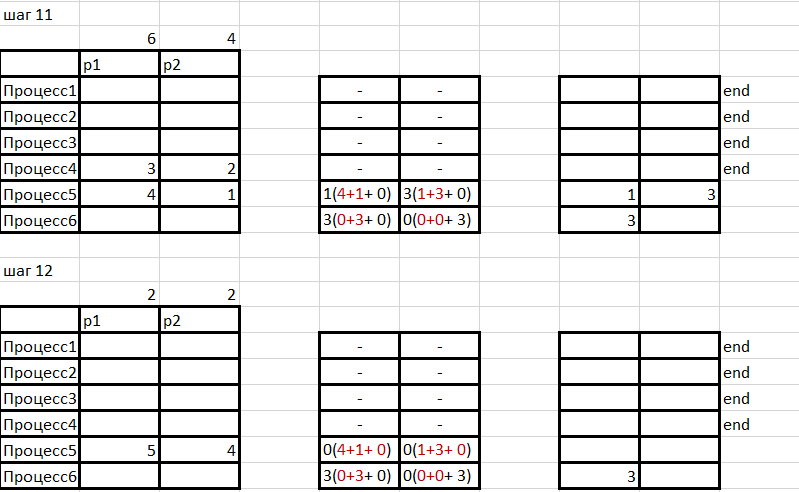 шаг 11
6 4
p1 p2
Процесс1 - - end
Процесс2 - - end
Процесс3 - - end
Процесс4 3 2 - - end
Процесс5 4 1 1(4+1+ 0) 3(1+3+ 0) 1 3
Процесс6 3(0+3+ 0) 0(0+0+ 3) 3
шаг 12
2 2
p1 p2
Процесс1 - - end
Процесс2 - - end
Процесс3 - - end
Процесс4 - - end
Процесс5 5 4 0(4+1+ 0) 0(1+3+ 0)
Процесс6 3(0+3+ 0) 0(0+0+ 3) 3